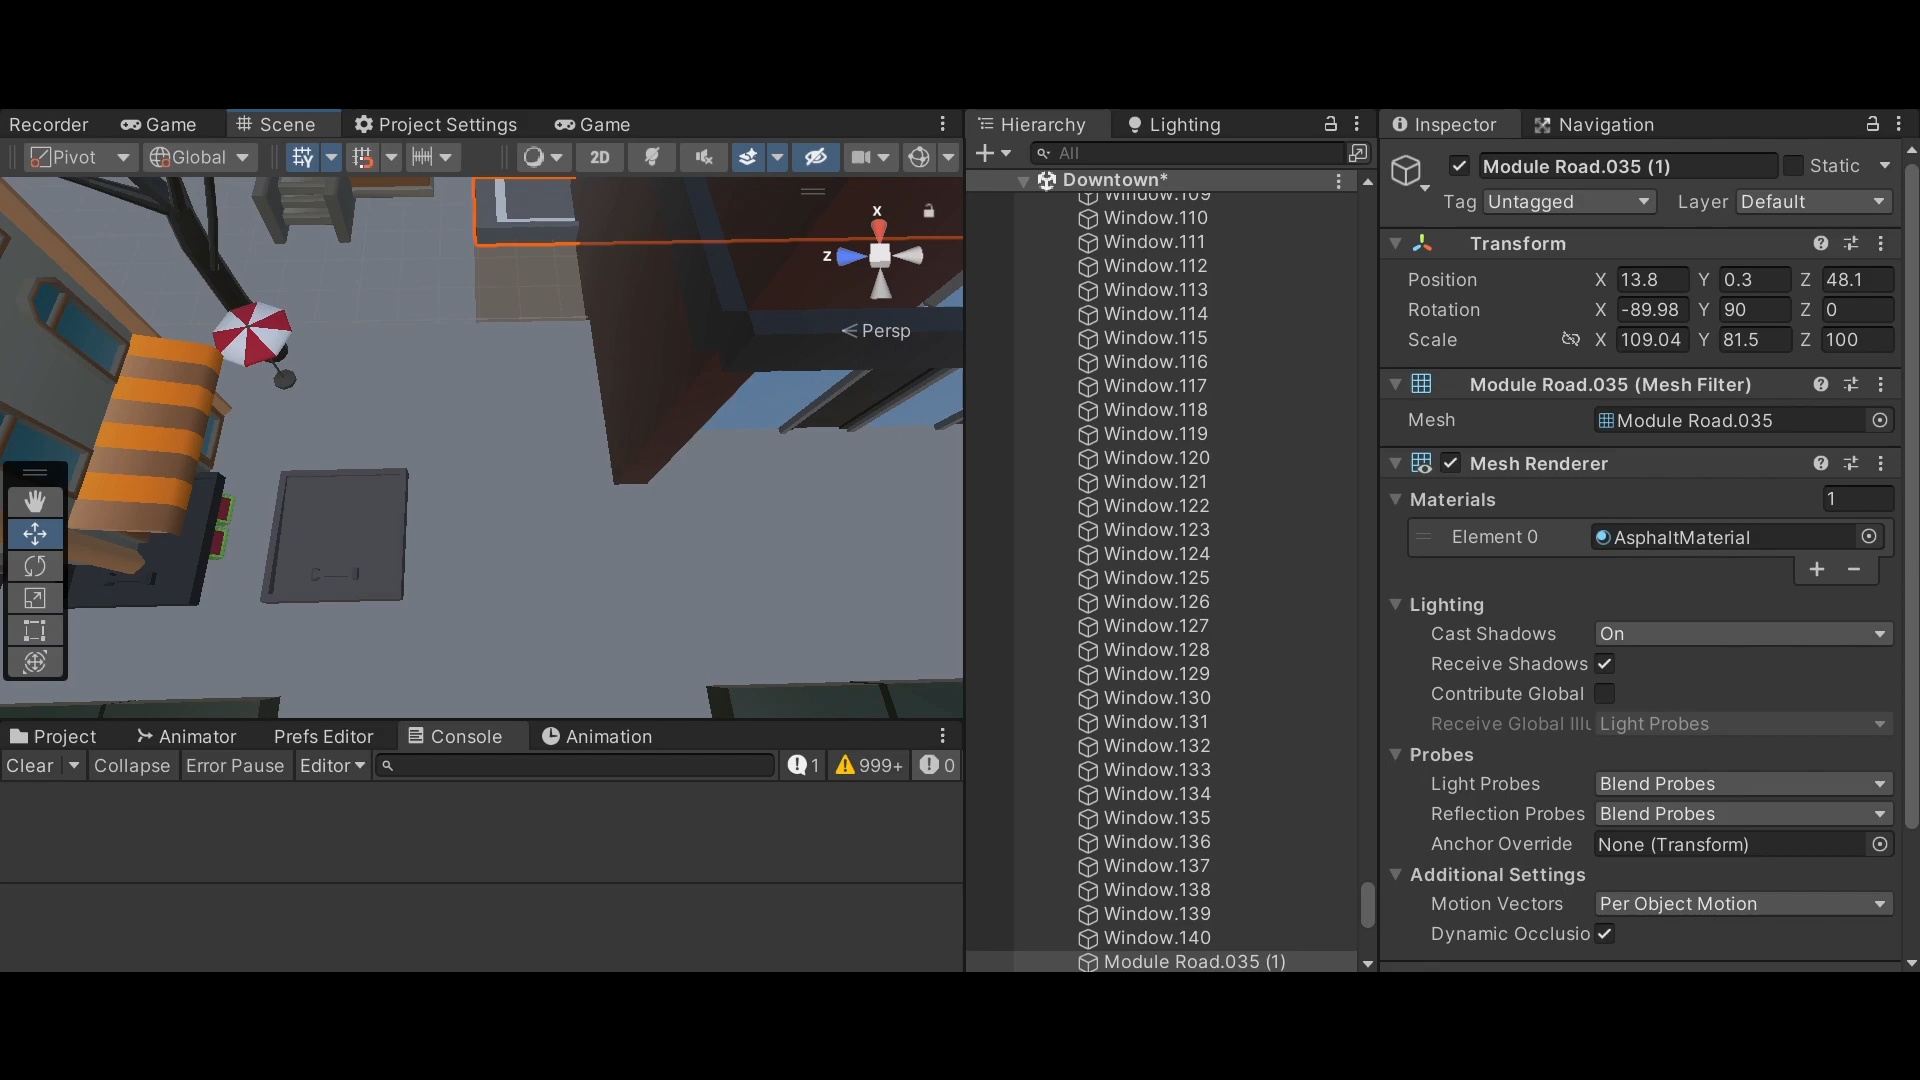 Recorder Game Scene Project Settings Game
Pivot Global 2D
x
z
Persp
Project Animator Prefs Editor Console Animation
Clear Collapse Error Pause Editor 1 999+ 0
Hierarchy Lighting
All
Downtown*
Window.109
Window.110
Window.111
Window.112
Window.113
Window.114
Window.115
Window.116
Window.117
Window.118
Window.119
Window.120
Window.121
Window.122
Window.123
Window.124
Window.125
Window.126
Window.127
Window.128
Window.129
Window.130
Window.131
Window.132
Window.133
Window.134
Window.135
Window.136
Window.137
Window.138
Window.139
Window.140
Module Road.035 (1)
Inspector Navigation
Module Road.035 (1) Static
Tag Untagged Layer Default
Transform
Position X 13.8 Y 0.3 Z 48.1
Rotation X -89.98 Y 90 Z 0
Scale X 109.04 Y 81.5 Z 100
Module Road.035 (Mesh Filter)
Mesh Module Road.035
Mesh Renderer
Materials 1
Element 0 AsphaltMaterial
Lighting
Cast Shadows On
Receive Shadows
Contribute Global
Receive Global Illu Light Probes
Probes
Light Probes Blend Probes
Reflection Probes Blend Probes
Anchor Override None (Transform)
Additional Settings
Motion Vectors Per Object Motion
Dynamic Occlusio